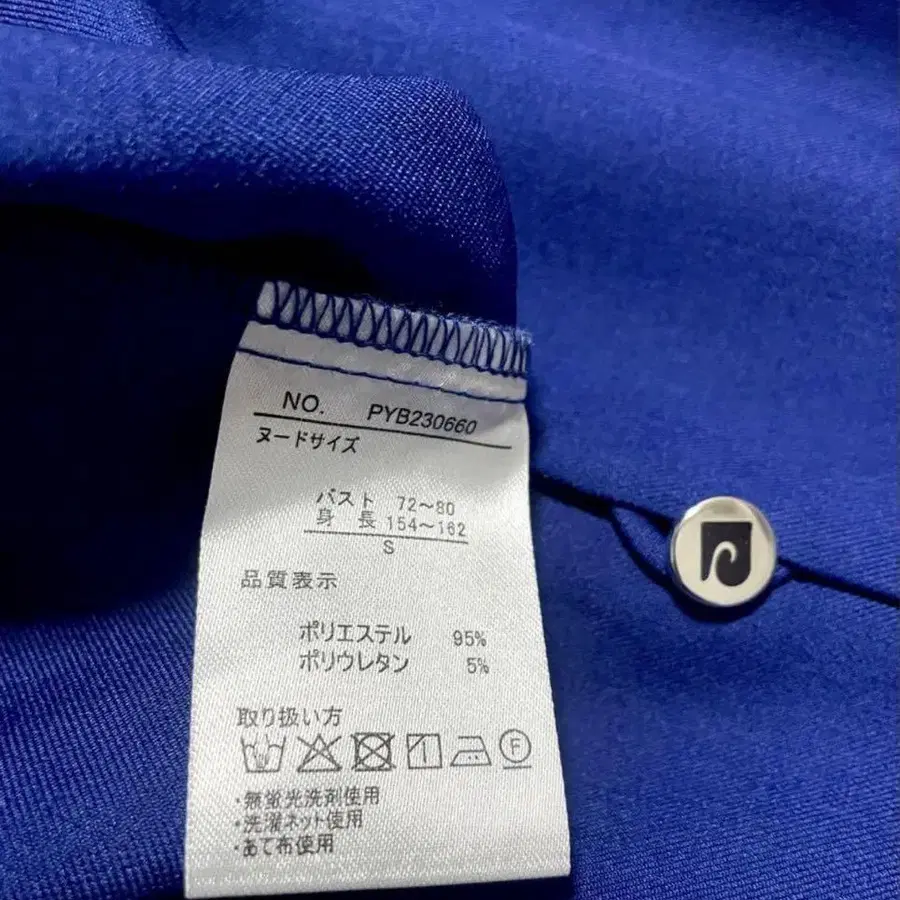 NO. PYB230660
ヌードサイズ
バスト 72～80
身 長 154～162
S
品質表示
ポリエステル 95%
ポリウレタン 5%
取り扱い方
F
・無蛍光洗剤使用
・洗濯ネット使用
・あて布使用